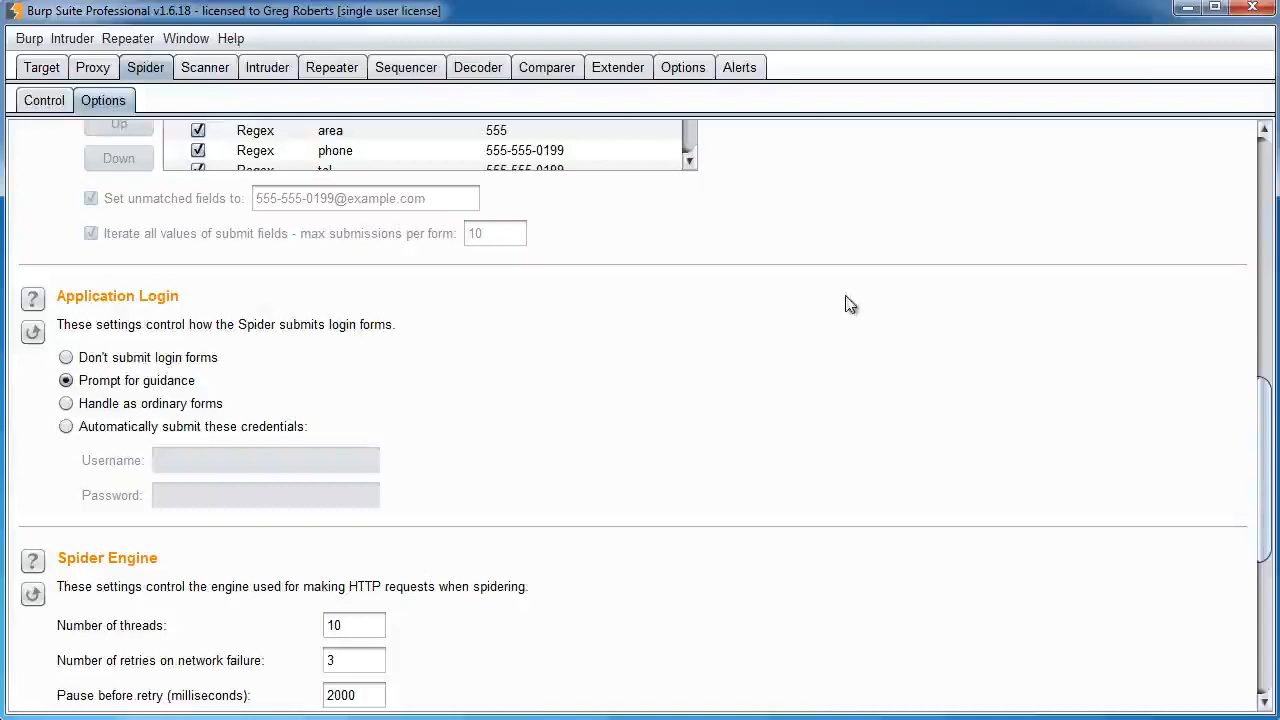 Burp Suite Professional v1.6.18 - licensed to Greg Roberts [single user license]
Burp Intruder Repeater Window Help
Target Proxy Spider Scanner Intruder Repeater Sequencer Decoder Comparer Extender Options Alerts
Control Options
Up
Regex area 555
Down
Regex phone 555-555-0199
Regex tel 555-555-0199
Set unmatched fields to: 555-555-0199@example.com
Iterate all values of submit fields - max submissions per form: 10
? Application Login
These settings control how the Spider submits login forms.
Don't submit login forms
Prompt for guidance
Handle as ordinary forms
Automatically submit these credentials:
Username:
Password:
? Spider Engine
These settings control the engine used for making HTTP requests when spidering.
Number of threads: 10
Number of retries on network failure: 3
Pause before retry (milliseconds): 2000